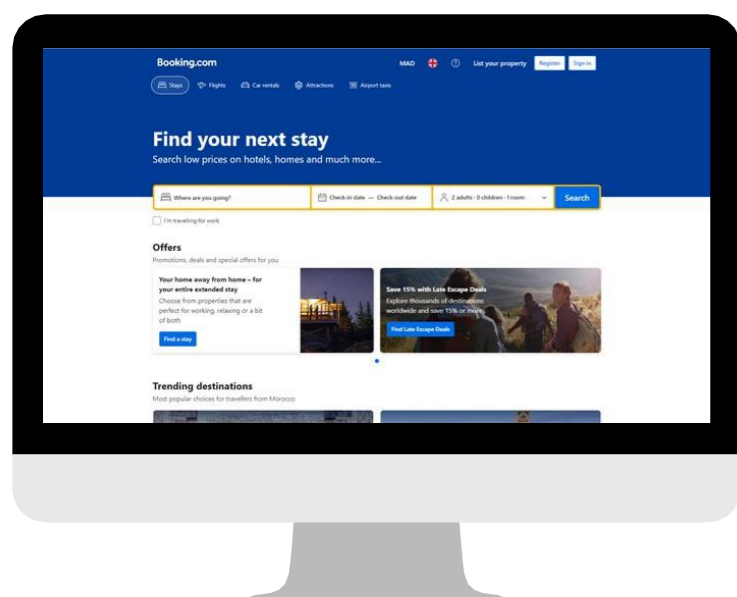 Booking.com
MAD
List your property
Register
Sign in
Stays
Flights
Car rentals
Attractions
Airport taxis
Find your next stay
Search low prices on hotels, homes and much more...
Where are you going?
Check-in date — Check-out date
2 adults · 0 children · 1 room
Search
I'm travelling for work
Offers
Promotions, deals and special offers for you
Your home away from home – for
your entire extended stay
Choose from properties that are
perfect for working, relaxing or a bit
of both
Find a stay
Save 15% with Late Escape Deals
Explore thousands of destinations
worldwide and save 15% or more
Find Late Escape Deals
Trending destinations
Most popular choices for travellers from Morocco